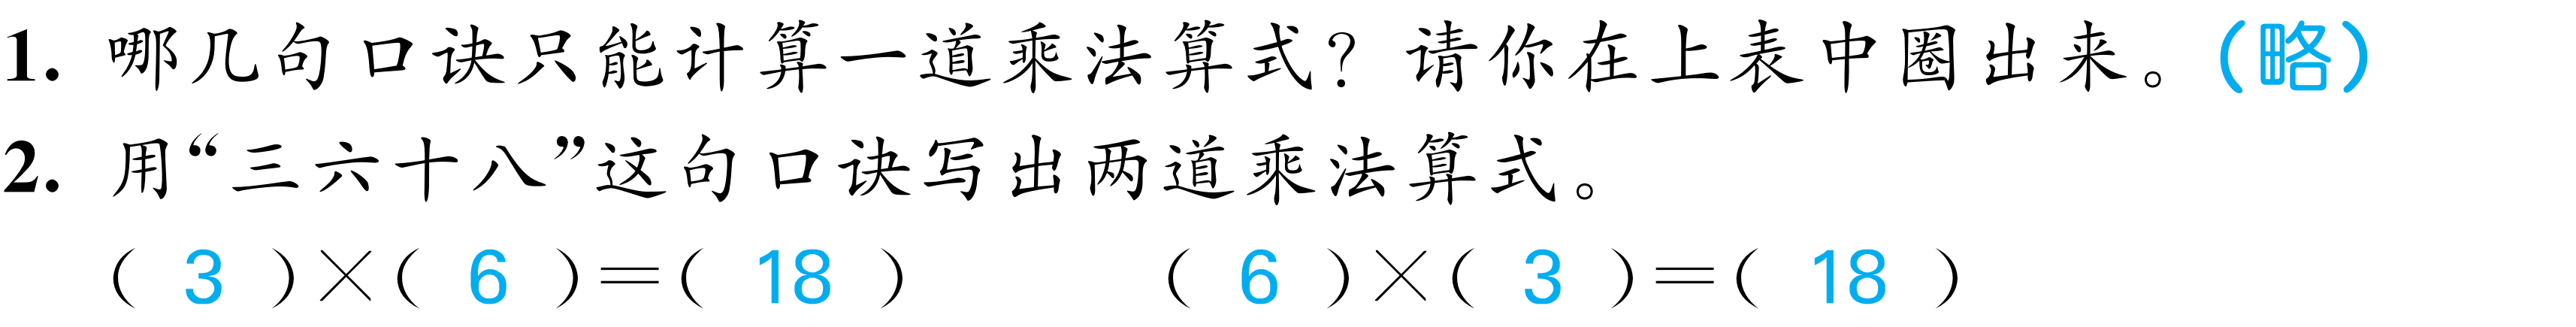 1. 哪几句口诀只能计算一道乘法算式？请你在上表中圈出来。(略)
2. 用“三六十八”这句口诀写出两道乘法算式。
( 3 )×( 6 )=( 18 ) ( 6 )×( 3 )=( 18 )